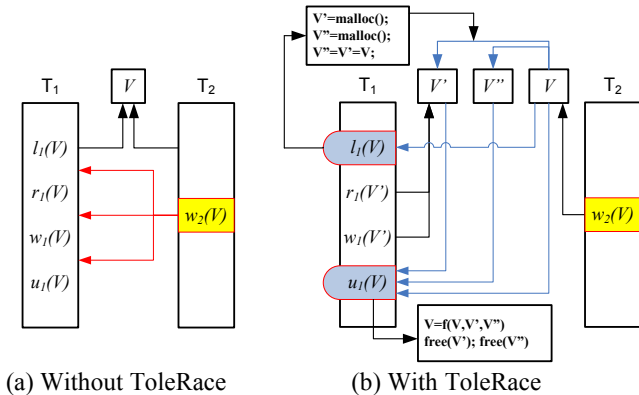 T1
V
T2
l1(V)
r1(V)
w1(V)
u1(V)
w2(V)
(a) Without ToleRace
V'=malloc();
V"=malloc();
V"=V'=V;
T1
V'
V"
V
T2
l1(V)
r1(V')
w1(V')
u1(V)
w2(V)
V=f(V,V',V")
free(V'); free(V")
(b) With ToleRace